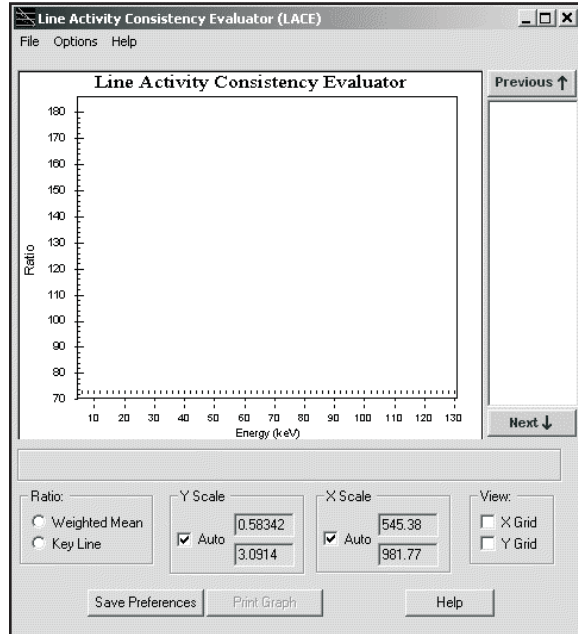 Line Activity Consistency Evaluator (LACE)
File Options Help
Line Activity Consistency Evaluator
Previous ↑
180
170
160
150
140
130
120
110
100
90
80
70
Ratio
10 20 30 40 50 60 70 80 90 100 110 120 130
Energy (keV)
Next ↓
Ratio:
Weighted Mean
Key Line
Y Scale
Auto
0.58342
3.0914
X Scale
Auto
545.38
981.77
View:
X Grid
Y Grid
Save Preferences
Print Graph
Help